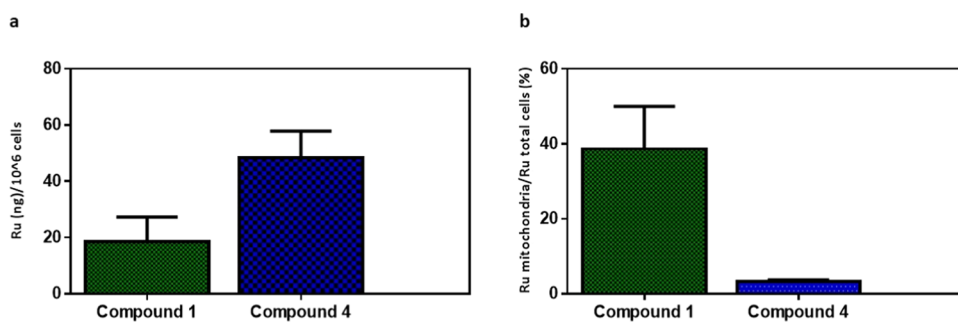 a
Ru (ng)/10^6 cells
80
60
40
20
0
Compound 1
Compound 4
b
Ru mitochondria/Ru total cells (%)
60
40
20
0
Compound 1
Compound 4